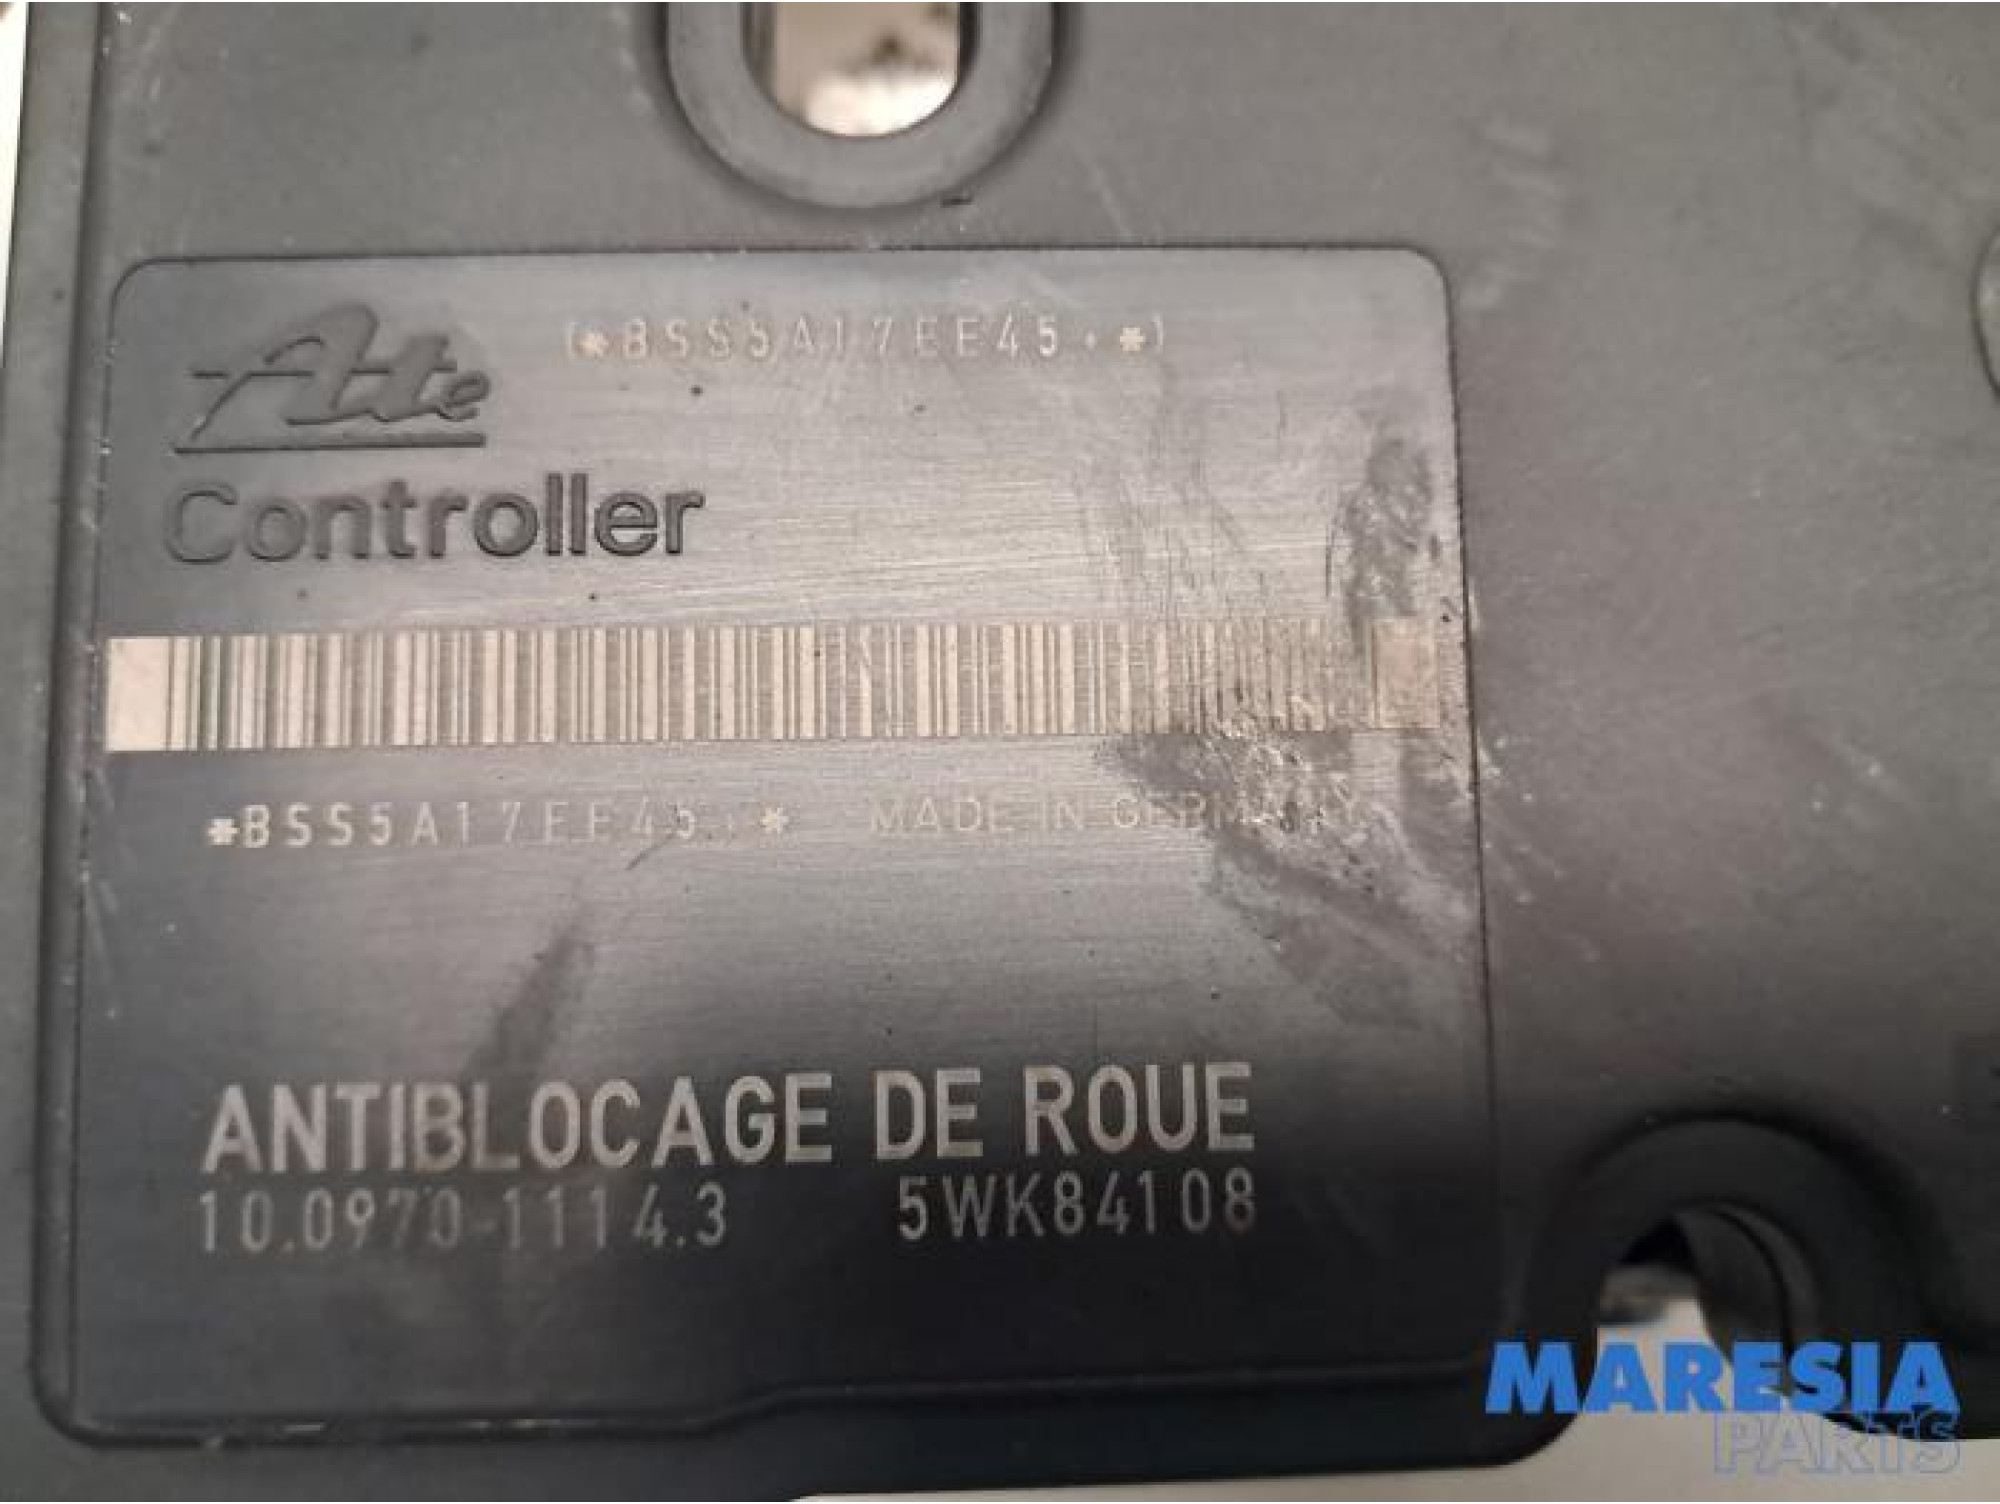 (*BSS5A17EE45.*)
Ate
Controller
*BSS5A17EE45.* MADE IN GERMANY
ANTIBLOCAGE DE ROUE
10.0970-1114.3 5WK84108
MARESIA
PARTS